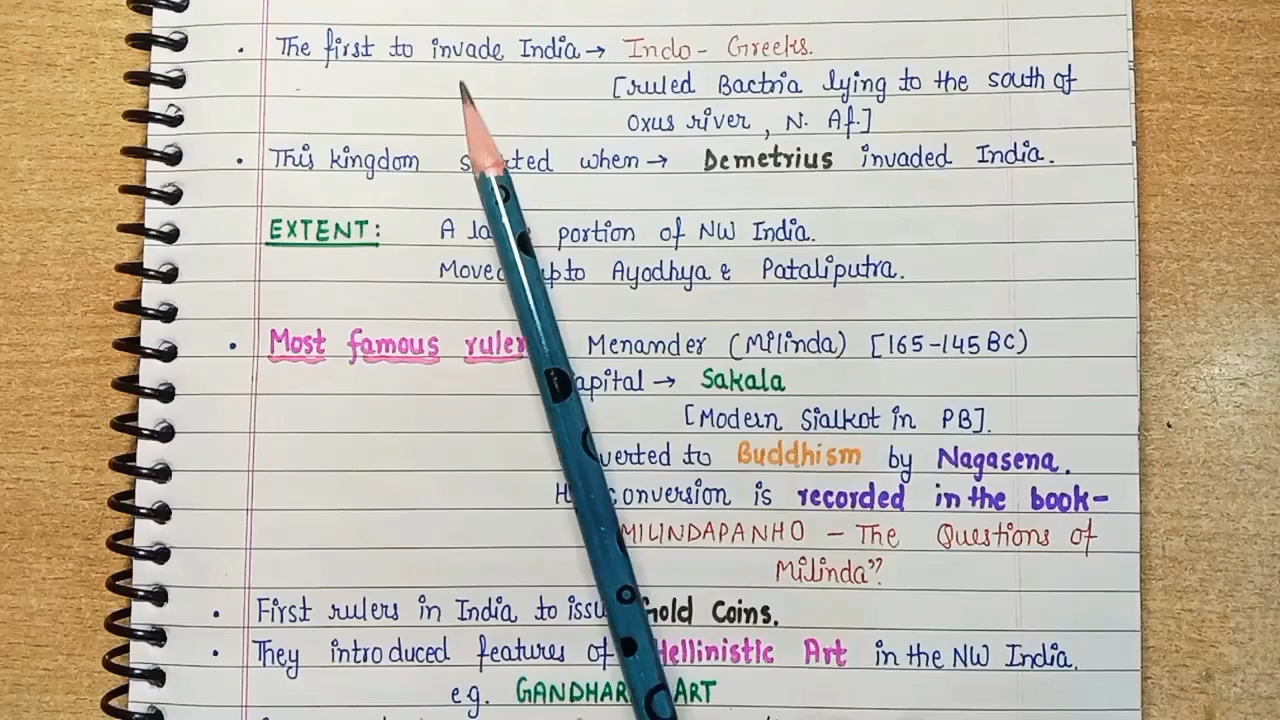 • The first to invade India → Indo - Greeks.
[ruled Bactria lying to the south of
Oxus river, N. Af.]
• This kingdom started when → Demetrius invaded India.
EXTENT: A portion of NW India.
Moved upto Ayodhya & Pataliputra.
• Most famous ruler Menander (Milinda) [165-145 BC)
Capital → Sakala
[Modern Sialkot in PB].
to Buddhism by Nagasena.
conversion is recorded in the book-
MILINDAPANHO - The Questions of
Milinda"?
• First rulers in India to issue Gold Coins.
• They introduced features of Hellinistic Art in the NW India.
e.g. GANDHARA ART